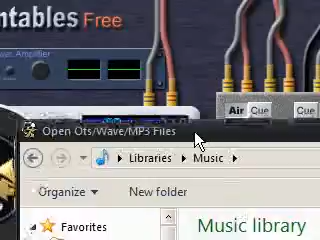 ntables Free
ve Amplifier
Air Cue
Cue
Open Ots/Wave/MP3 Files
Libraries Music
Organize New folder
Favorites Music library